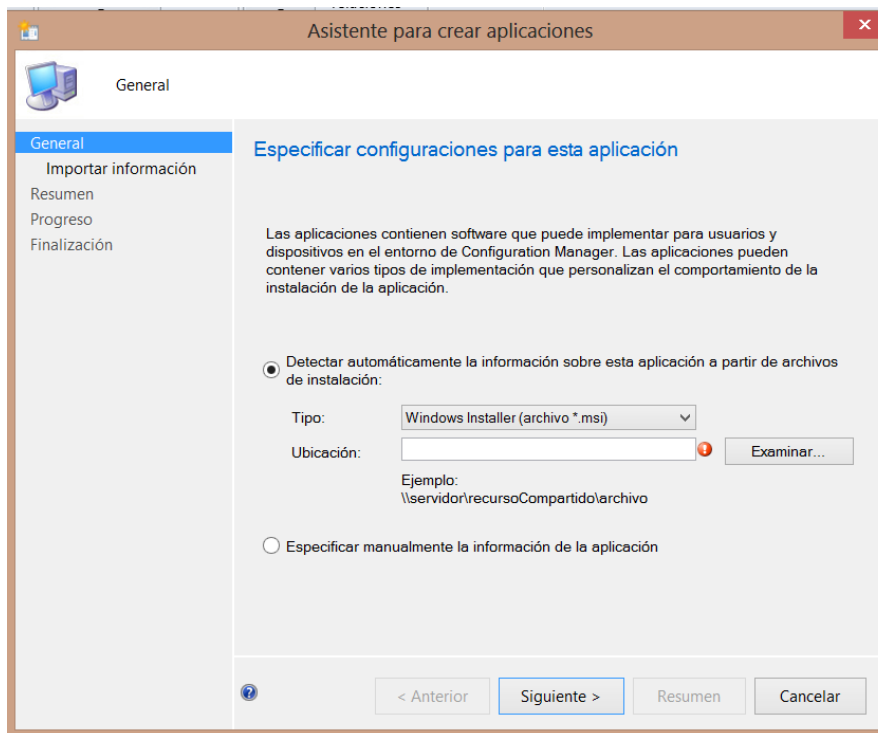 Asistente para crear aplicaciones
General
General
Importar información
Resumen
Progreso
Finalización
Especificar configuraciones para esta aplicación
Las aplicaciones contienen software que puede implementar para usuarios y
dispositivos en el entorno de Configuration Manager. Las aplicaciones pueden
contener varios tipos de implementación que personalizan el comportamiento de la
instalación de la aplicación.
Detectar automáticamente la información sobre esta aplicación a partir de archivos
de instalación:
Tipo:
Windows Installer (archivo *.msi)
Ubicación:
Examinar...
Ejemplo:
\\servidor\recursoCompartido\archivo
Especificar manualmente la información de la aplicación
< Anterior
Siguiente >
Resumen
Cancelar